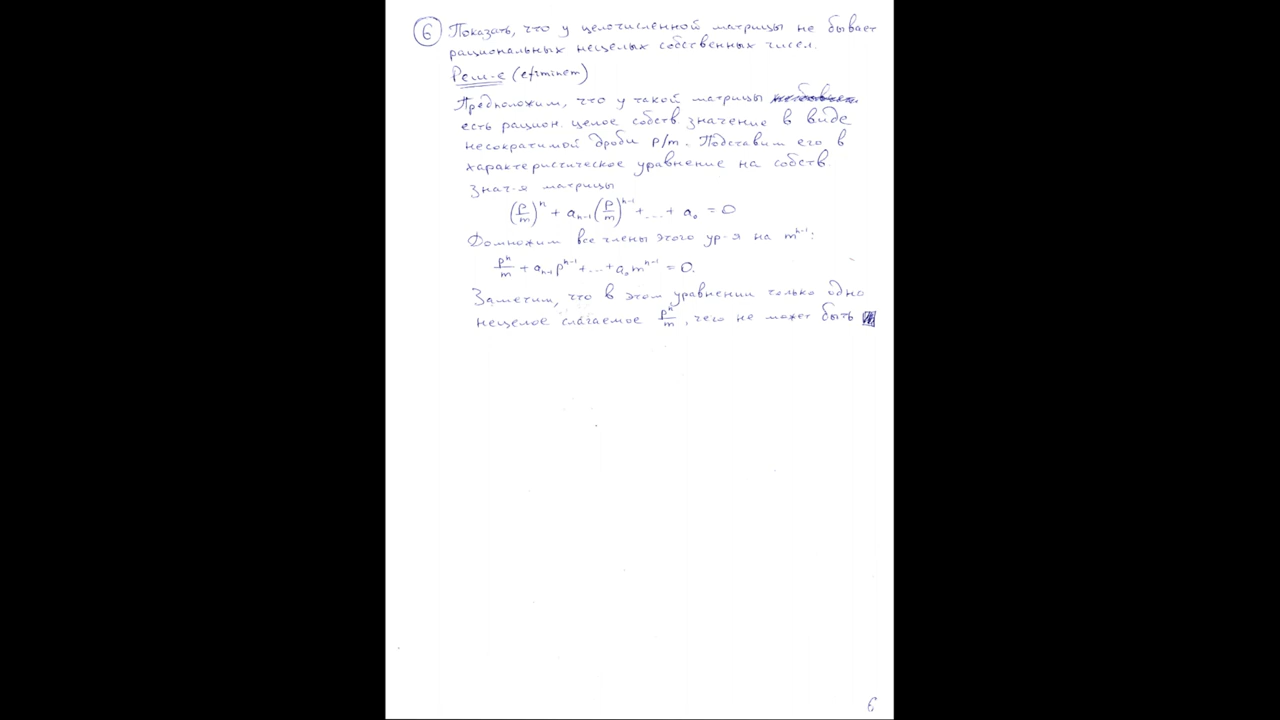 6 Показать, что у целочисленной матрицы не бывает
рациональных нецелых собственных чисел.
Реш-е (efiminem)
Предположим, что у такой матрицы
есть рацион. целое собств значение в виде
несократимой дроби p/m. Подставим его в
характеристическое уравнение на собств.
знач-я матрицы
(p/m)^n + a_{n-1}(p/m)^{n-1} + ... + a_0 = 0
Домножим все члены этого ур-я на m^{n-1}:
p^n/m + a_{n-1}p^{n-1} + ... + a_0 m^{n-1} = 0.
Заметим, что в этом уравнении только одно
нецелое слагаемое p^n/m, чего не может быть
6